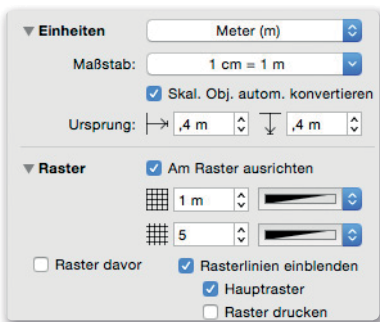 Einheiten Meter (m)
Maßstab: 1 cm = 1 m
Skal. Obj. autom. konvertieren
Ursprung: ,4 m ,4 m
Raster Am Raster ausrichten
1 m
5
Raster davor Rasterlinien einblenden
Hauptraster
Raster drucken